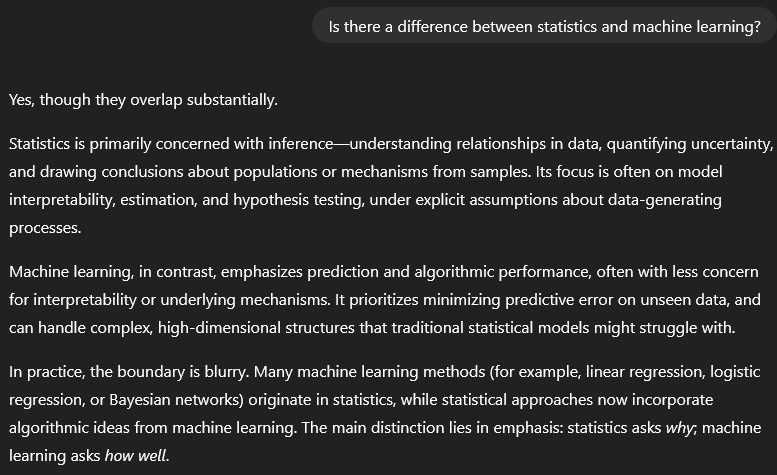 Is there a difference between statistics and machine learning?
Yes, though they overlap substantially.
Statistics is primarily concerned with inference—understanding relationships in data, quantifying uncertainty,
and drawing conclusions about populations or mechanisms from samples. Its focus is often on model
interpretability, estimation, and hypothesis testing, under explicit assumptions about data-generating
processes.
Machine learning, in contrast, emphasizes prediction and algorithmic performance, often with less concern
for interpretability or underlying mechanisms. It prioritizes minimizing predictive error on unseen data, and
can handle complex, high-dimensional structures that traditional statistical models might struggle with.
In practice, the boundary is blurry. Many machine learning methods (for example, linear regression, logistic
regression, or Bayesian networks) originate in statistics, while statistical approaches now incorporate
algorithmic ideas from machine learning. The main distinction lies in emphasis: statistics asks why; machine
learning asks how well.